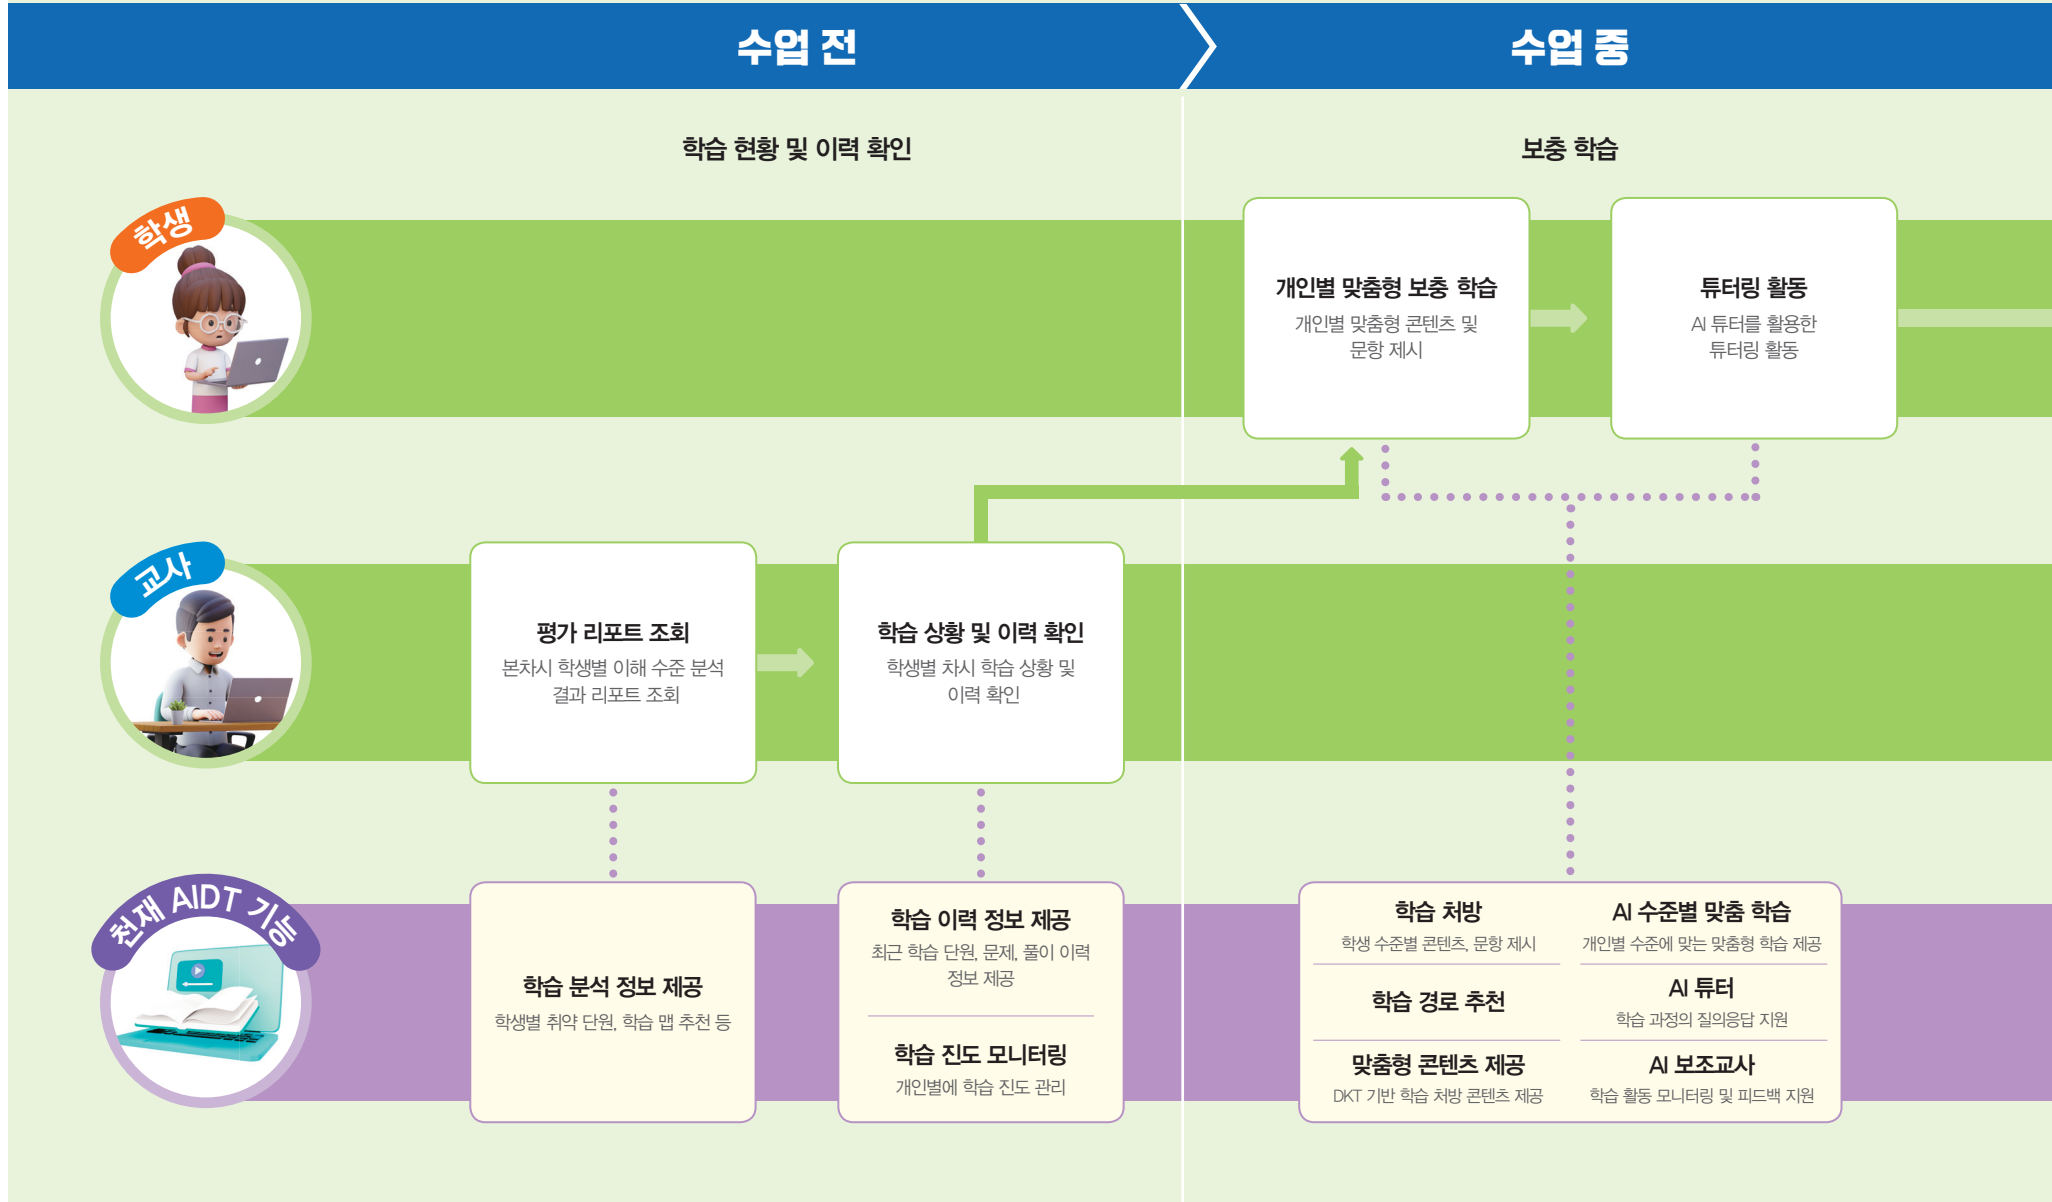 수업 전
수업 중
학습 현황 및 이력 확인
보충 학습
학생
개인별 맞춤형 보충 학습
개인별 맞춤형 콘텐츠 및
문항 제시
튜터링 활동
AI 튜터를 활용한
튜터링 활동
교사
평가 리포트 조회
본차시 학생별 이해 수준 분석
결과 리포트 조회
학습 상황 및 이력 확인
학생별 차시 학습 상황 및
이력 확인
천재 AIDT 기능
학습 분석 정보 제공
학생별 취약 단원, 학습 맵 추천 등
학습 이력 정보 제공
최근 학습 단원, 문제, 풀이 이력
정보 제공
학습 진도 모니터링
개인별에 학습 진도 관리
학습 처방
학생 수준별 콘텐츠, 문항 제시
학습 경로 추천
맞춤형 콘텐츠 제공
DKT 기반 학습 처방 콘텐츠 제공
AI 수준별 맞춤 학습
개인별 수준에 맞는 맞춤형 학습 제공
AI 튜터
학습 과정의 질의응답 지원
AI 보조교사
학습 활동 모니터링 및 피드백 지원